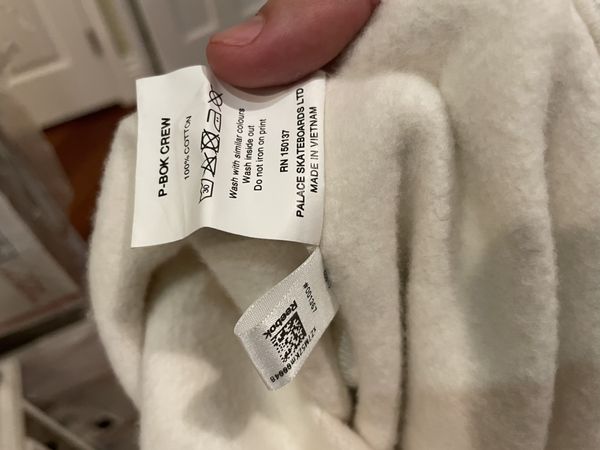 P-BOK CREW
100% COTTON
30
Wash with similar colours
Wash inside out
Do not iron on print
RN 150137
PALACE SKATEBOARDS LTD
MADE IN VIETNAM
Reebok